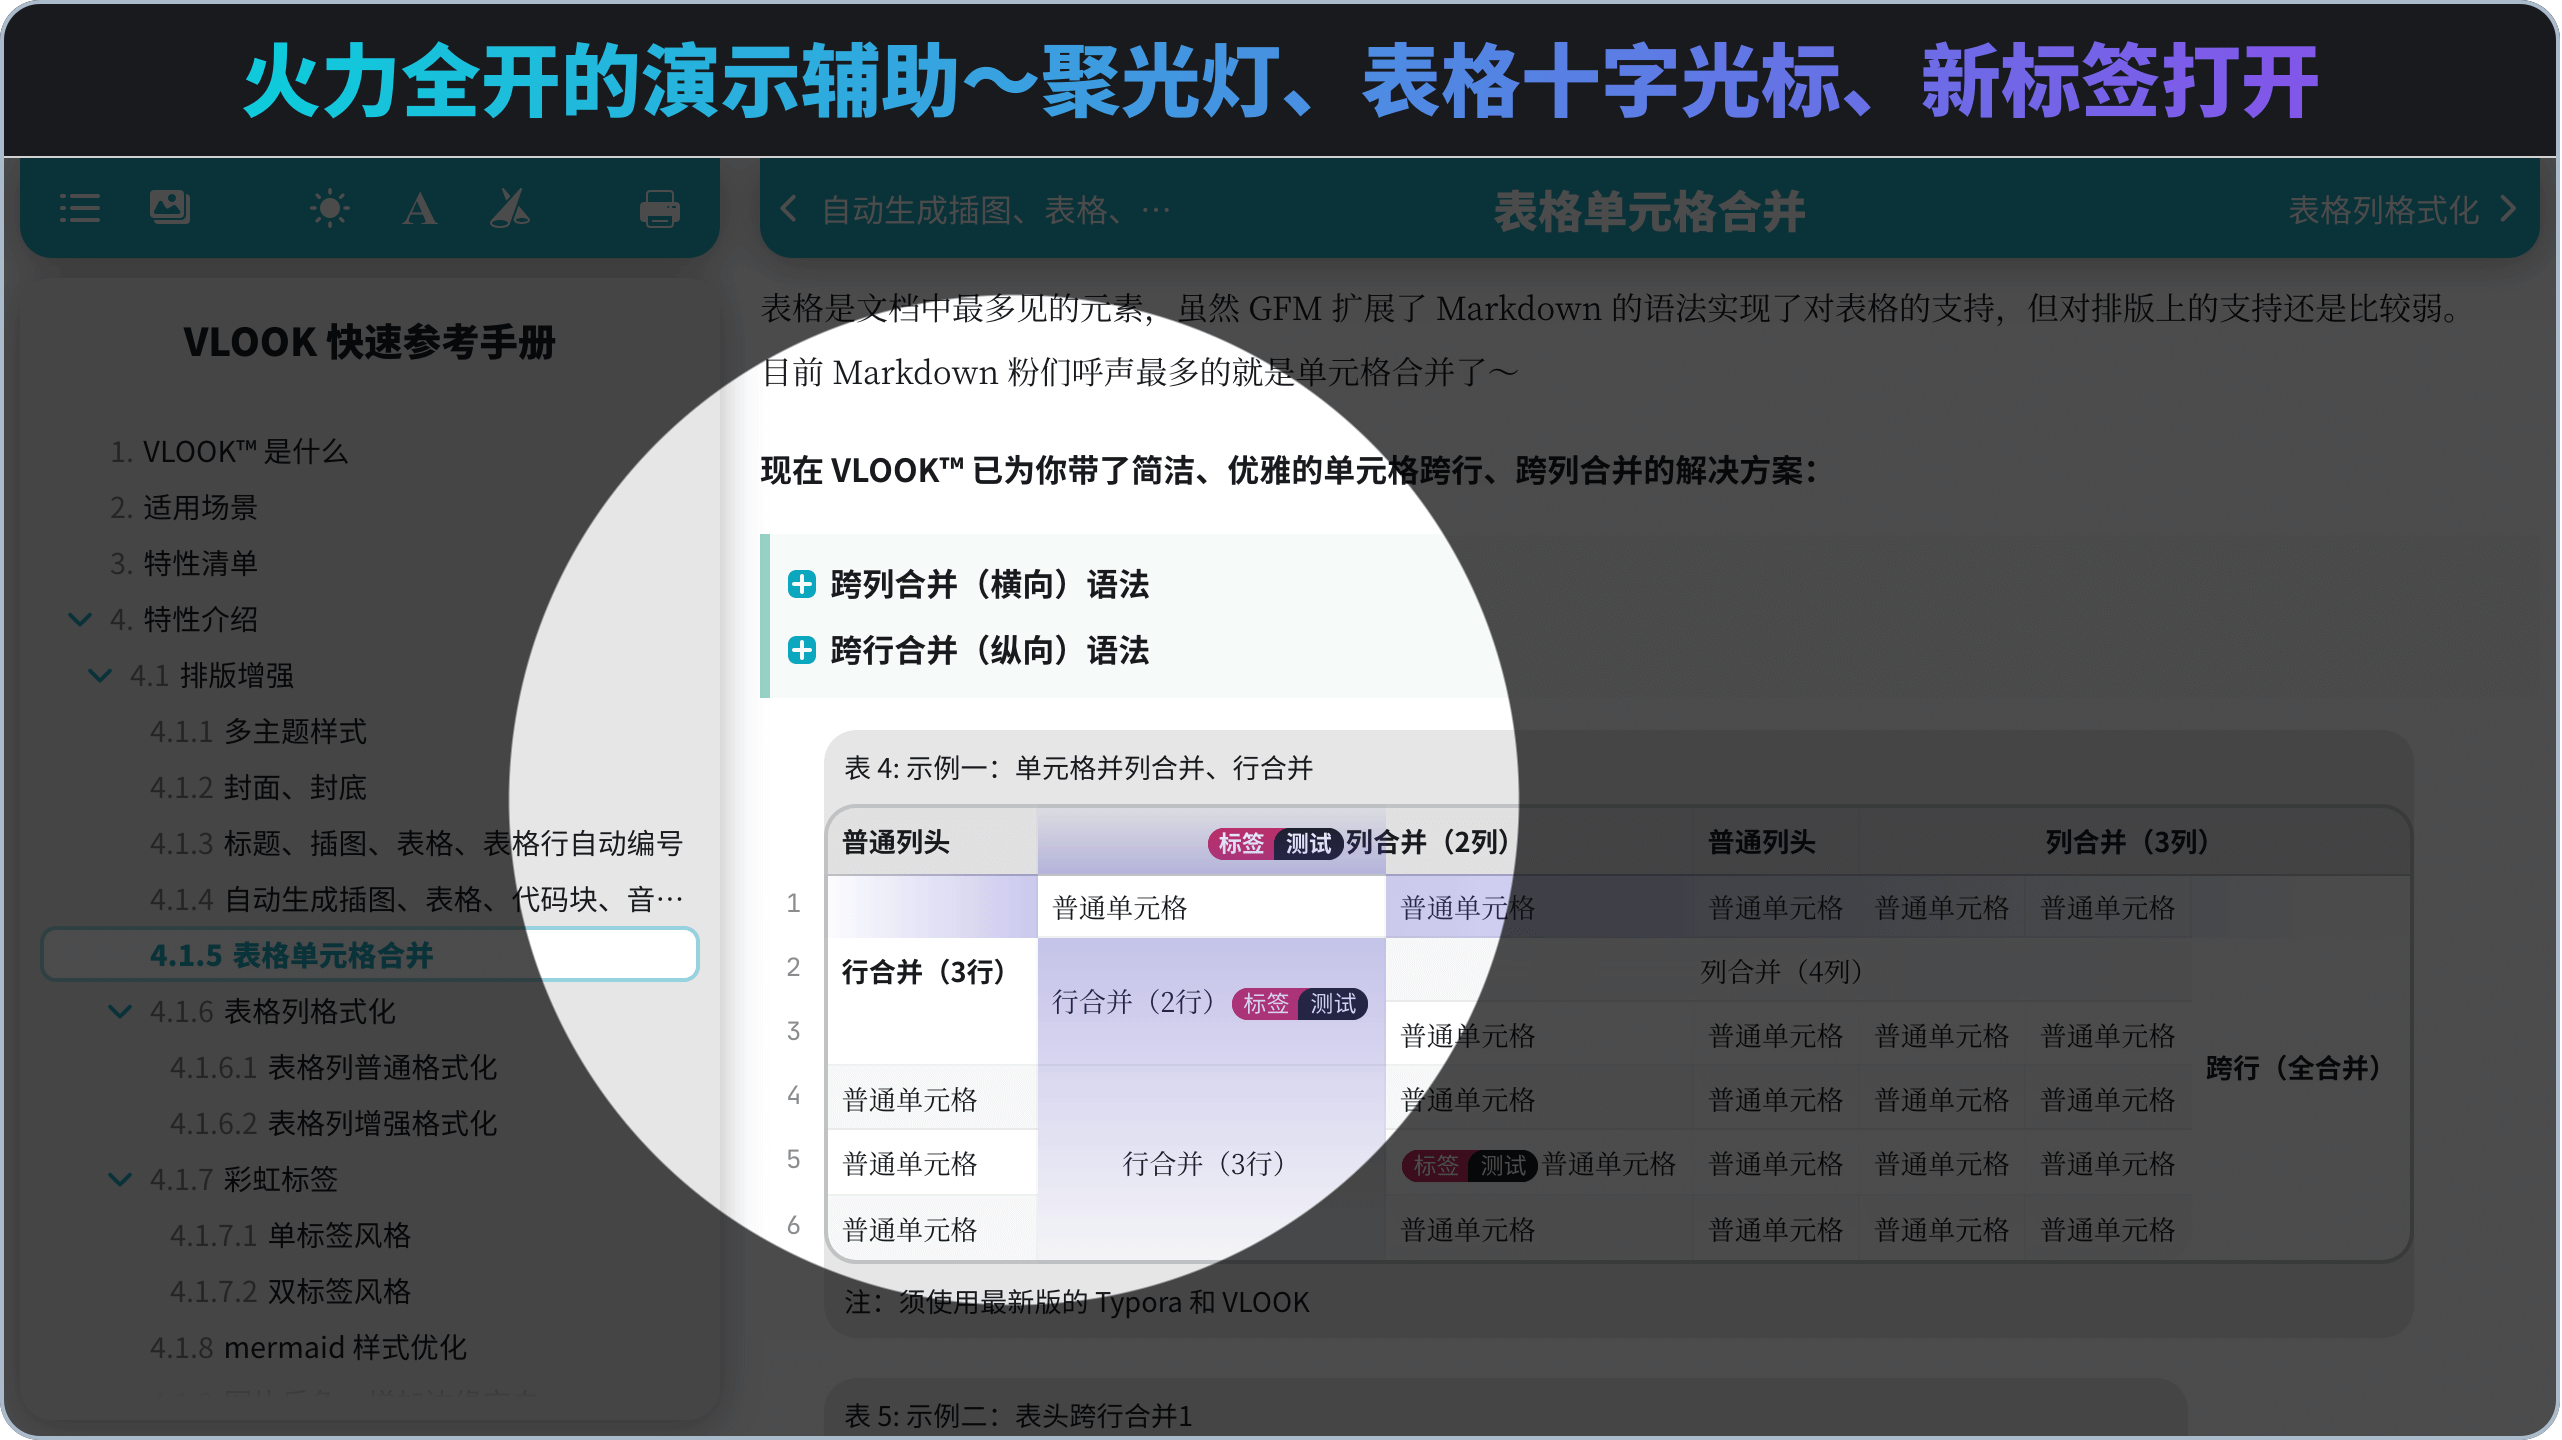 火力全开的演示辅助～聚光灯、表格十字光标、新标签打开
自动生成插图、表格、…
表格单元格合并
表格列格式化
VLOOK 快速参考手册
1. VLOOK™ 是什么
2. 适用场景
3. 特性清单
4. 特性介绍
4.1 排版增强
4.1.1 多主题样式
4.1.2 封面、封底
4.1.3 标题、插图、表格、表格行自动编号
4.1.4 自动生成插图、表格、代码块、音…
4.1.5 表格单元格合并
4.1.6 表格列格式化
4.1.6.1 表格列普通格式化
4.1.6.2 表格列增强格式化
4.1.7 彩虹标签
4.1.7.1 单标签风格
4.1.7.2 双标签风格
4.1.8 mermaid 样式优化
表格是文档中最多见的元素，虽然 GFM 扩展了 Markdown 的语法实现了对表格的支持，但对排版上的支持还是比较弱。
目前 Markdown 粉们呼声最多的就是单元格合并了～
现在 VLOOK™ 已为你带了简洁、优雅的单元格跨行、跨列合并的解决方案：
跨列合并（横向）语法
跨行合并（纵向）语法
表 4: 示例一：单元格并列合并、行合并
普通列头 标签 测试 列合并（2列） 普通列头 列合并（3列）
1 普通单元格 普通单元格 普通单元格 普通单元格 普通单元格
2 行合并（3行） 行合并（2行） 标签 测试 列合并（4列）
3 普通单元格 普通单元格 普通单元格 普通单元格 跨行（全合并）
4 普通单元格 普通单元格 普通单元格 普通单元格 普通单元格
5 普通单元格 行合并（3行） 标签 测试 普通单元格 普通单元格 普通单元格 普通单元格
6 普通单元格 普通单元格 普通单元格 普通单元格 普通单元格
注：须使用最新版的 Typora 和 VLOOK
表 5: 示例二：表头跨行合并1